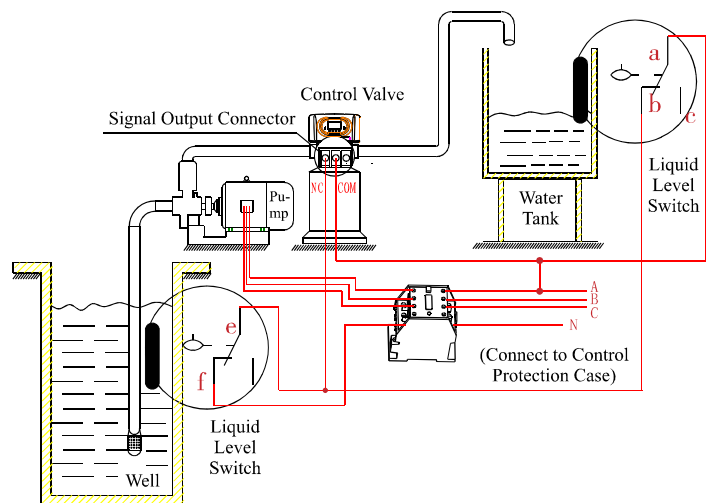 Control Valve
Signal Output Connector
NC
COM
Pu-
mp
a
b
c
Liquid
Level
Switch
Water
Tank
A
B
C
N
e
f
(Connect to Control
Protection Case)
Liquid
Level
Switch
Well